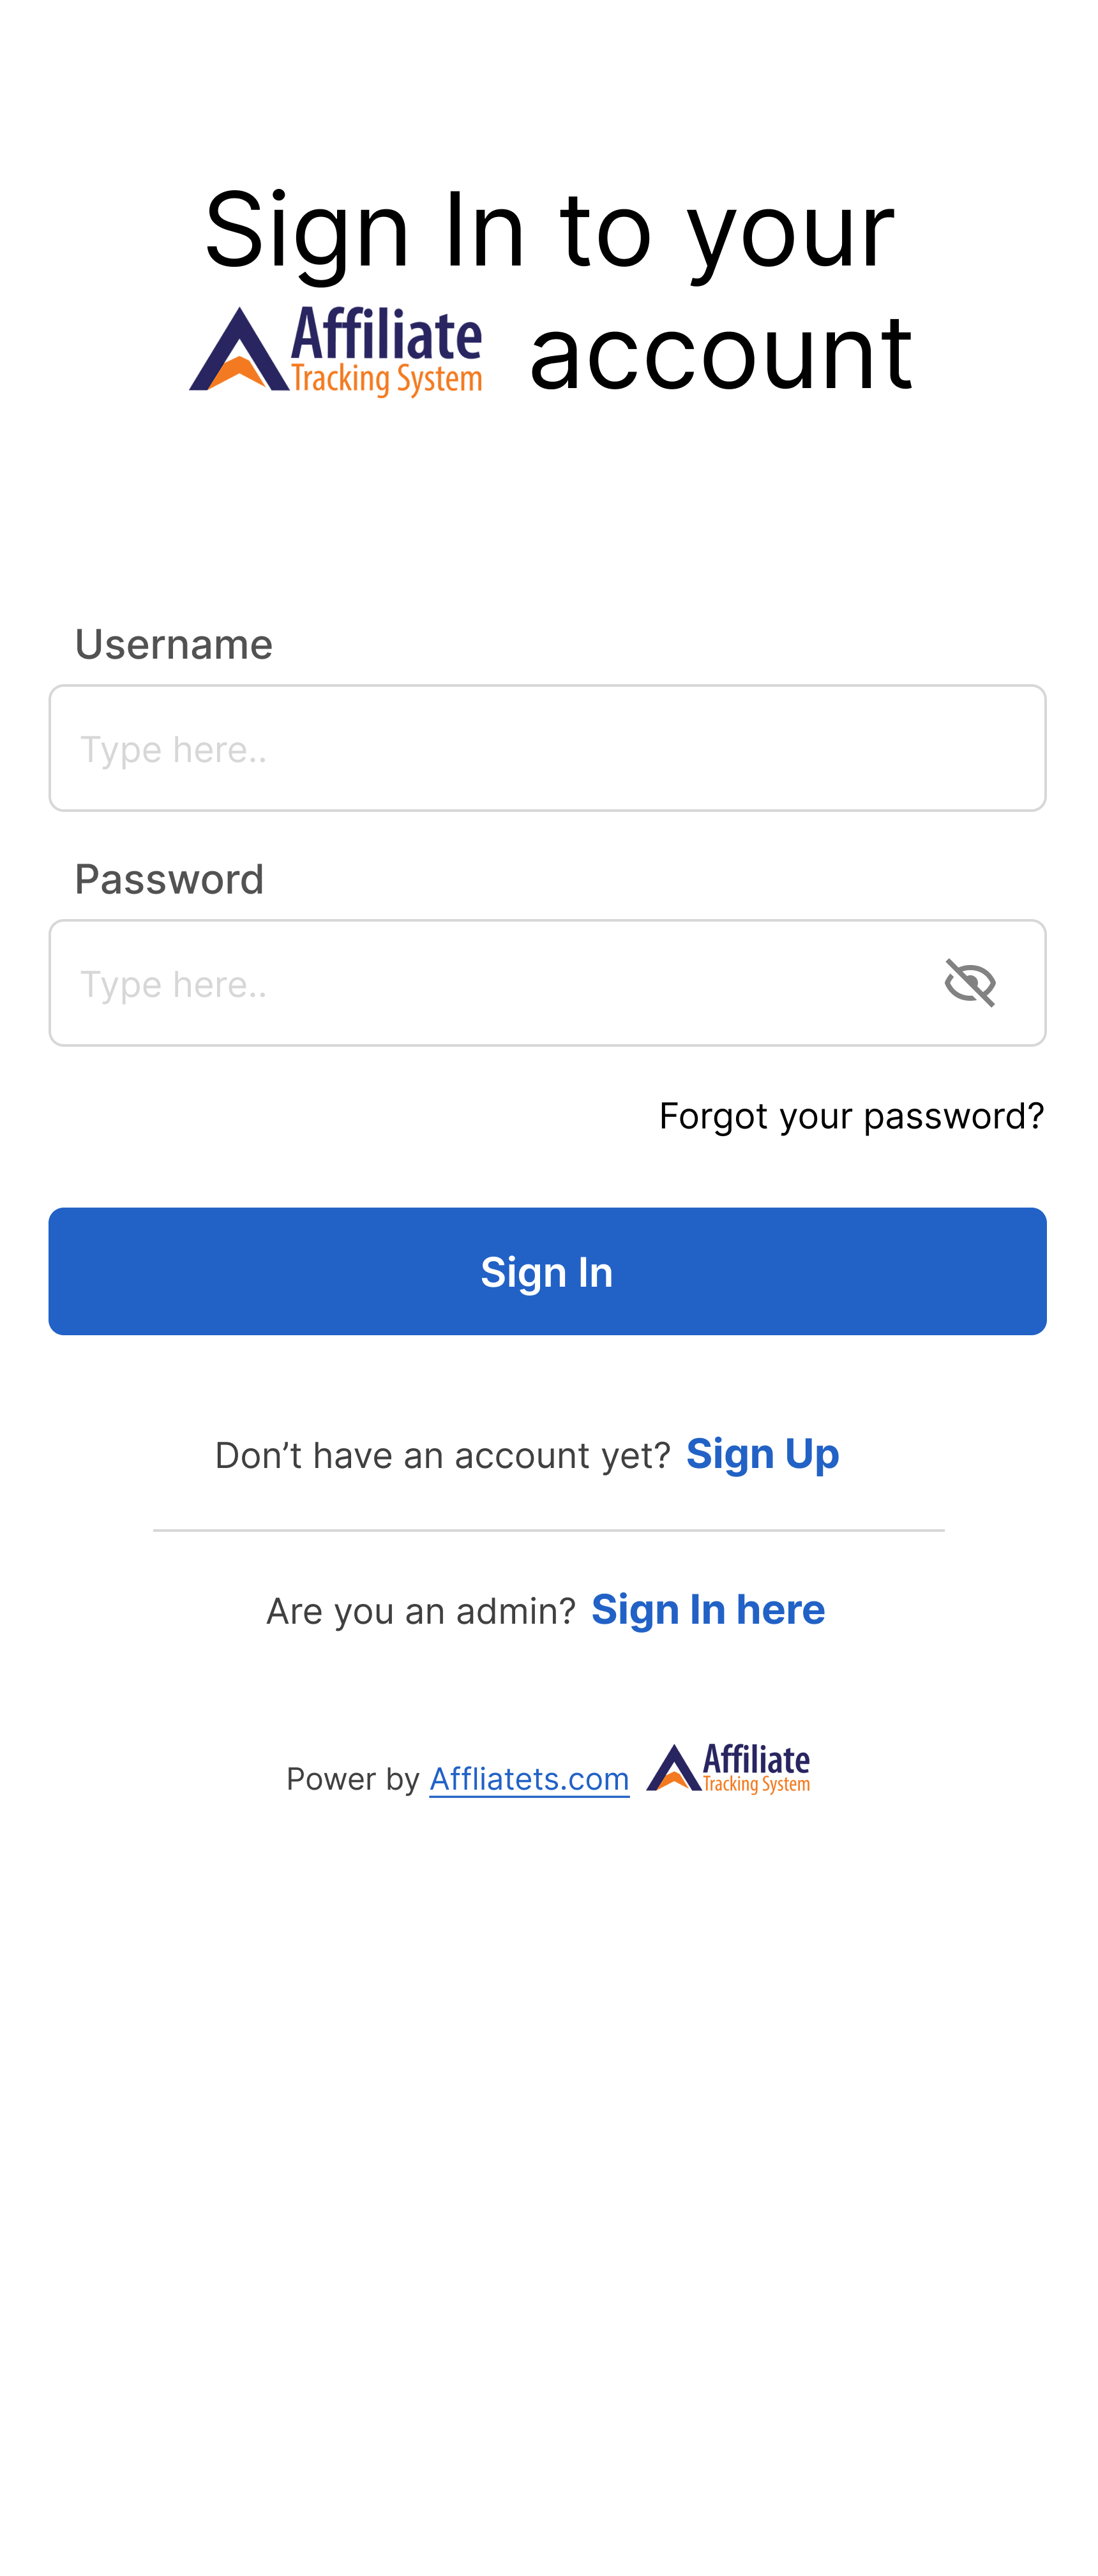 Sign In to your
Affiliate
Tracking System
account
Username
Type here..
Password
Type here..
Forgot your password?
Sign In
Don’t have an account yet? Sign Up
Are you an admin? Sign In here
Power by Affliatets.com
Affiliate
Tracking System